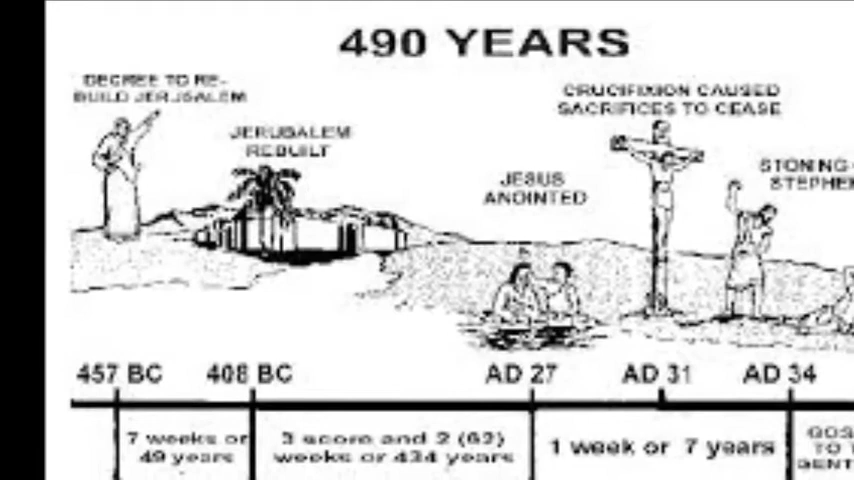 490 YEARS
DECREE TO RE-
BUILD JERUSALEM
CRUCIFIXION CAUSED
SACRIFICES TO CEASE
JERUSALEM
REBUILT
JESUS
ANOINTED
STONING
457 BC
408 BC
AD 27
AD 31
AD 34
7 weeks or
49 years
3 score and 2 (62)
weeks or 434 years
1 week or 7 years